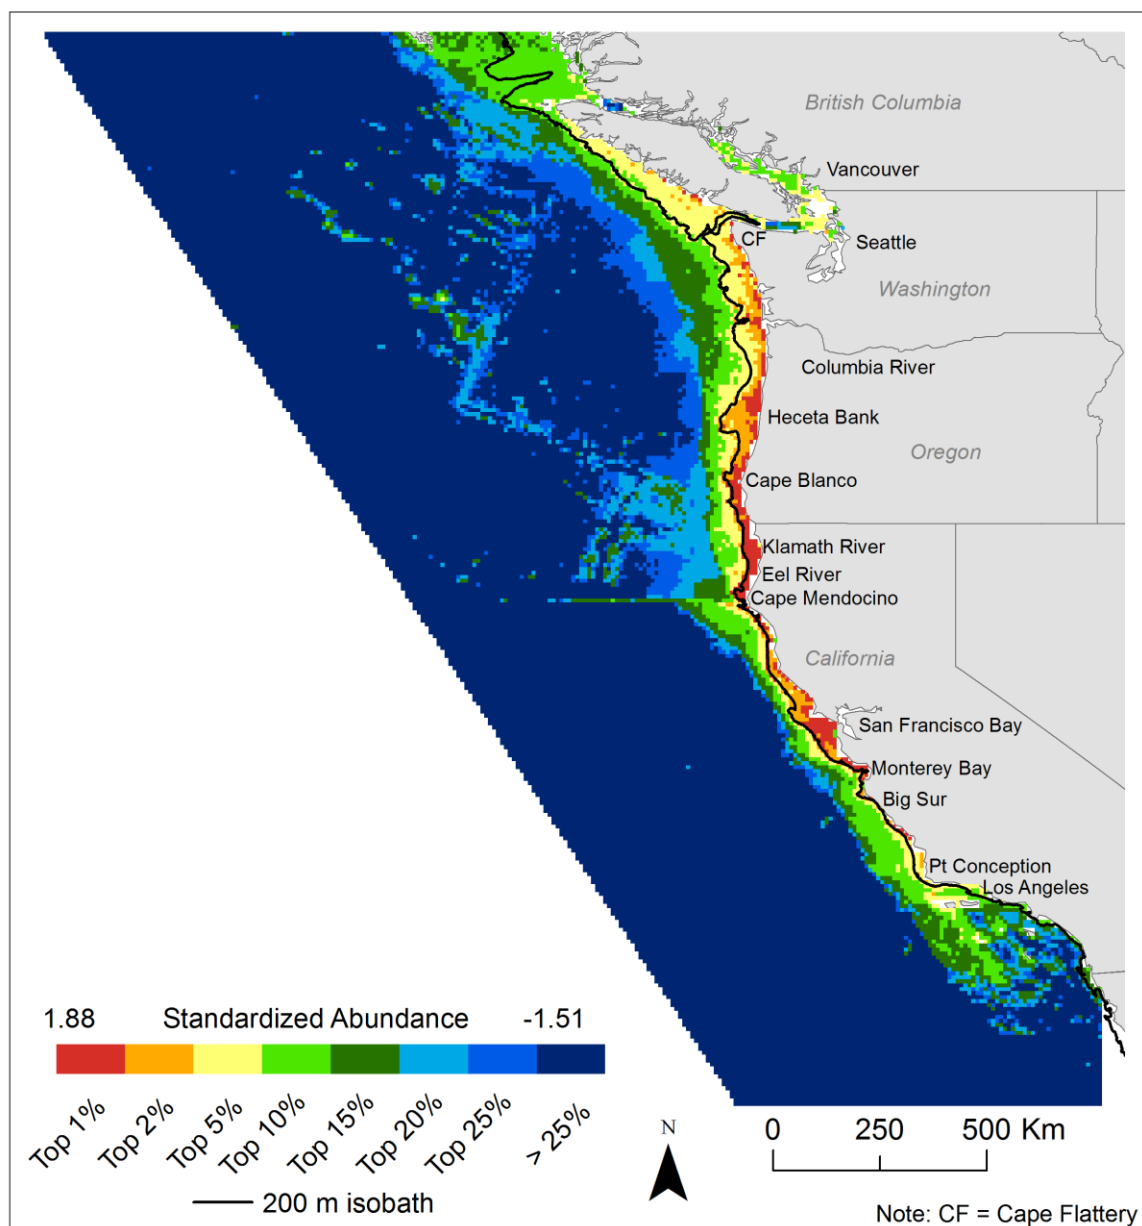 British Columbia
Vancouver
CF
Seattle
Washington
Columbia River
Heceta Bank
Oregon
Cape Blanco
Klamath River
Eel River
Cape Mendocino
California
San Francisco Bay
Monterey Bay
Big Sur
Pt Conception
Los Angeles
1.88 Standardized Abundance -1.51
Top 1% Top 2% Top 5% Top 10% Top 15% Top 20% Top 25% > 25%
200 m isobath
N
0 250 500 Km
Note: CF = Cape Flattery